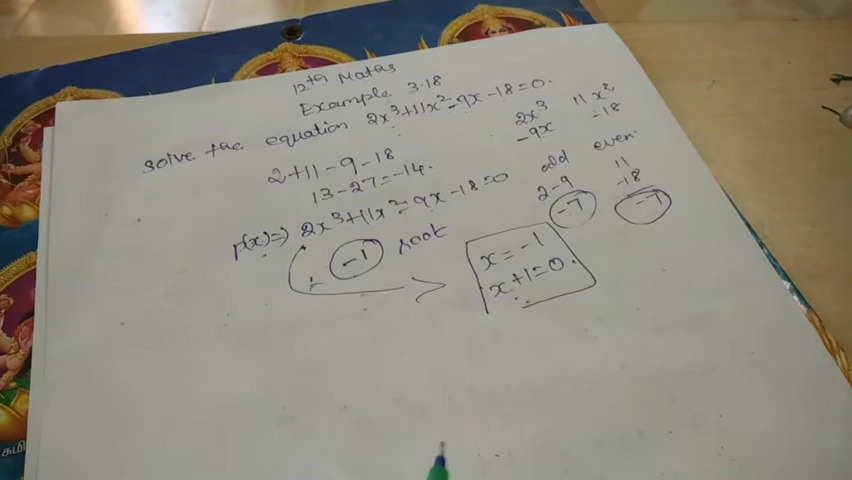 12th Maths
Example 3.18
solve the equation 2x³+11x²-9x-18=0.
2+11-9-18
13-27=-14.
2x³ 11x²
-9x -18
odd even.
2-9 11
-18
-7 -7
p(x)=) 2x³+11x²-9x-18=0
-1 root
÷
x=-1
x+1=0.